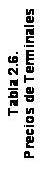 Tabla 2.6.
Precios de Terminales